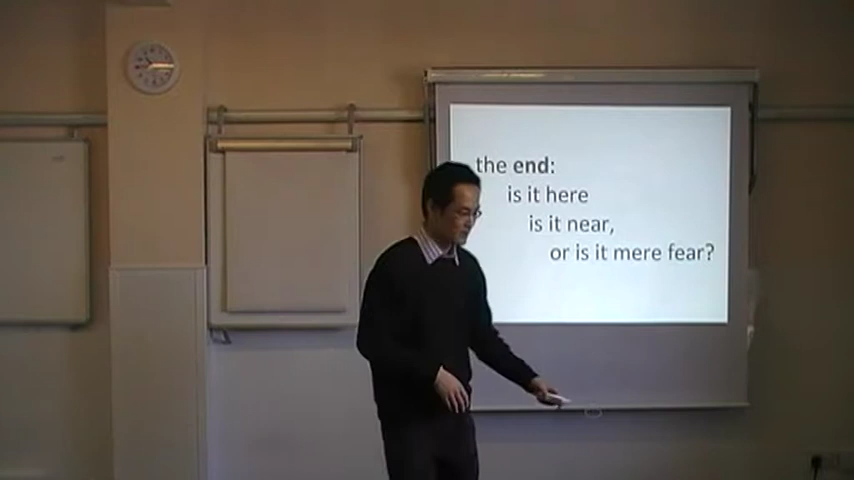 the end:
is it here
is it near,
or is it mere fear?